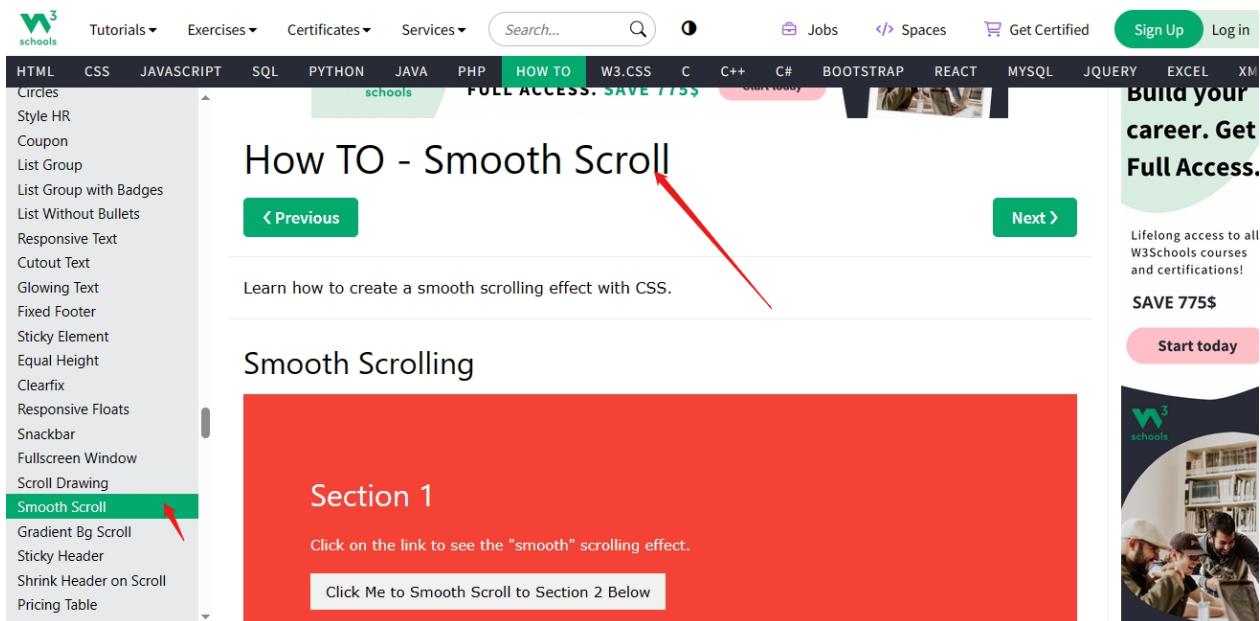 W3 schools
Tutorials Exercises Certificates Services Search... Jobs Spaces Get Certified Sign Up Log in
HTML CSS JAVASCRIPT SQL PYTHON JAVA PHP HOW TO W3.CSS C C++ C# BOOTSTRAP REACT MYSQL JQUERY EXCEL XM
Circles
Style HR
Coupon
List Group
List Group with Badges
List Without Bullets
Responsive Text
Cutout Text
Glowing Text
Fixed Footer
Sticky Element
Equal Height
Clearfix
Responsive Floats
Snackbar
Fullscreen Window
Scroll Drawing
Smooth Scroll
Gradient Bg Scroll
Sticky Header
Shrink Header on Scroll
Pricing Table
schools
FULL ACCESS. SAVE 775$
Start today
How TO - Smooth Scroll
❮ Previous
Next ❯
Learn how to create a smooth scrolling effect with CSS.
Smooth Scrolling
Section 1
Click on the link to see the "smooth" scrolling effect.
Click Me to Smooth Scroll to Section 2 Below
Build your
career. Get
Full Access.
Lifelong access to all
W3Schools courses
and certifications!
SAVE 775$
Start today
W3 schools